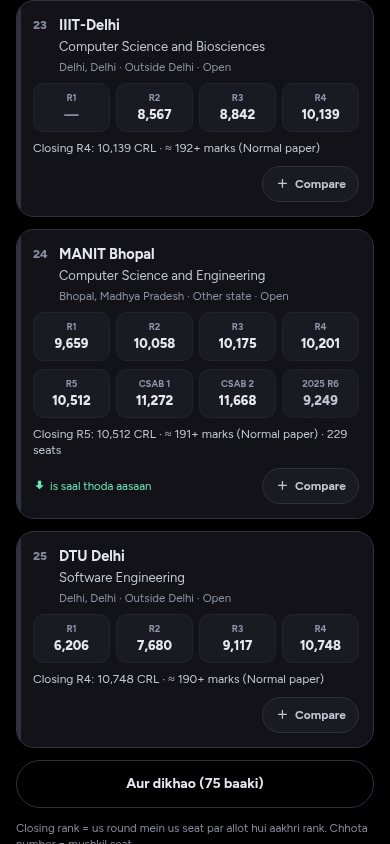 23 IIIT-Delhi
Computer Science and Biosciences
Delhi, Delhi · Outside Delhi · Open
R1 R2 R3 R4
— 8,567 8,842 10,139
Closing R4: 10,139 CRL · ≈ 192+ marks (Normal paper)
+ Compare
24 MANIT Bhopal
Computer Science and Engineering
Bhopal, Madhya Pradesh · Other state · Open
R1 R2 R3 R4
9,659 10,058 10,175 10,201
R5 CSAB 1 CSAB 2 2025 R6
10,512 11,272 11,668 9,249
Closing R5: 10,512 CRL · ≈ 191+ marks (Normal paper) · 229
seats
is saal thoda aasaan
+ Compare
25 DTU Delhi
Software Engineering
Delhi, Delhi · Outside Delhi · Open
R1 R2 R3 R4
6,206 7,680 9,117 10,748
Closing R4: 10,748 CRL · ≈ 190+ marks (Normal paper)
+ Compare
Aur dikhao (75 baaki)
Closing rank = us round mein us seat par allot hui aakhri rank. Chhota
number = mushkil seat.